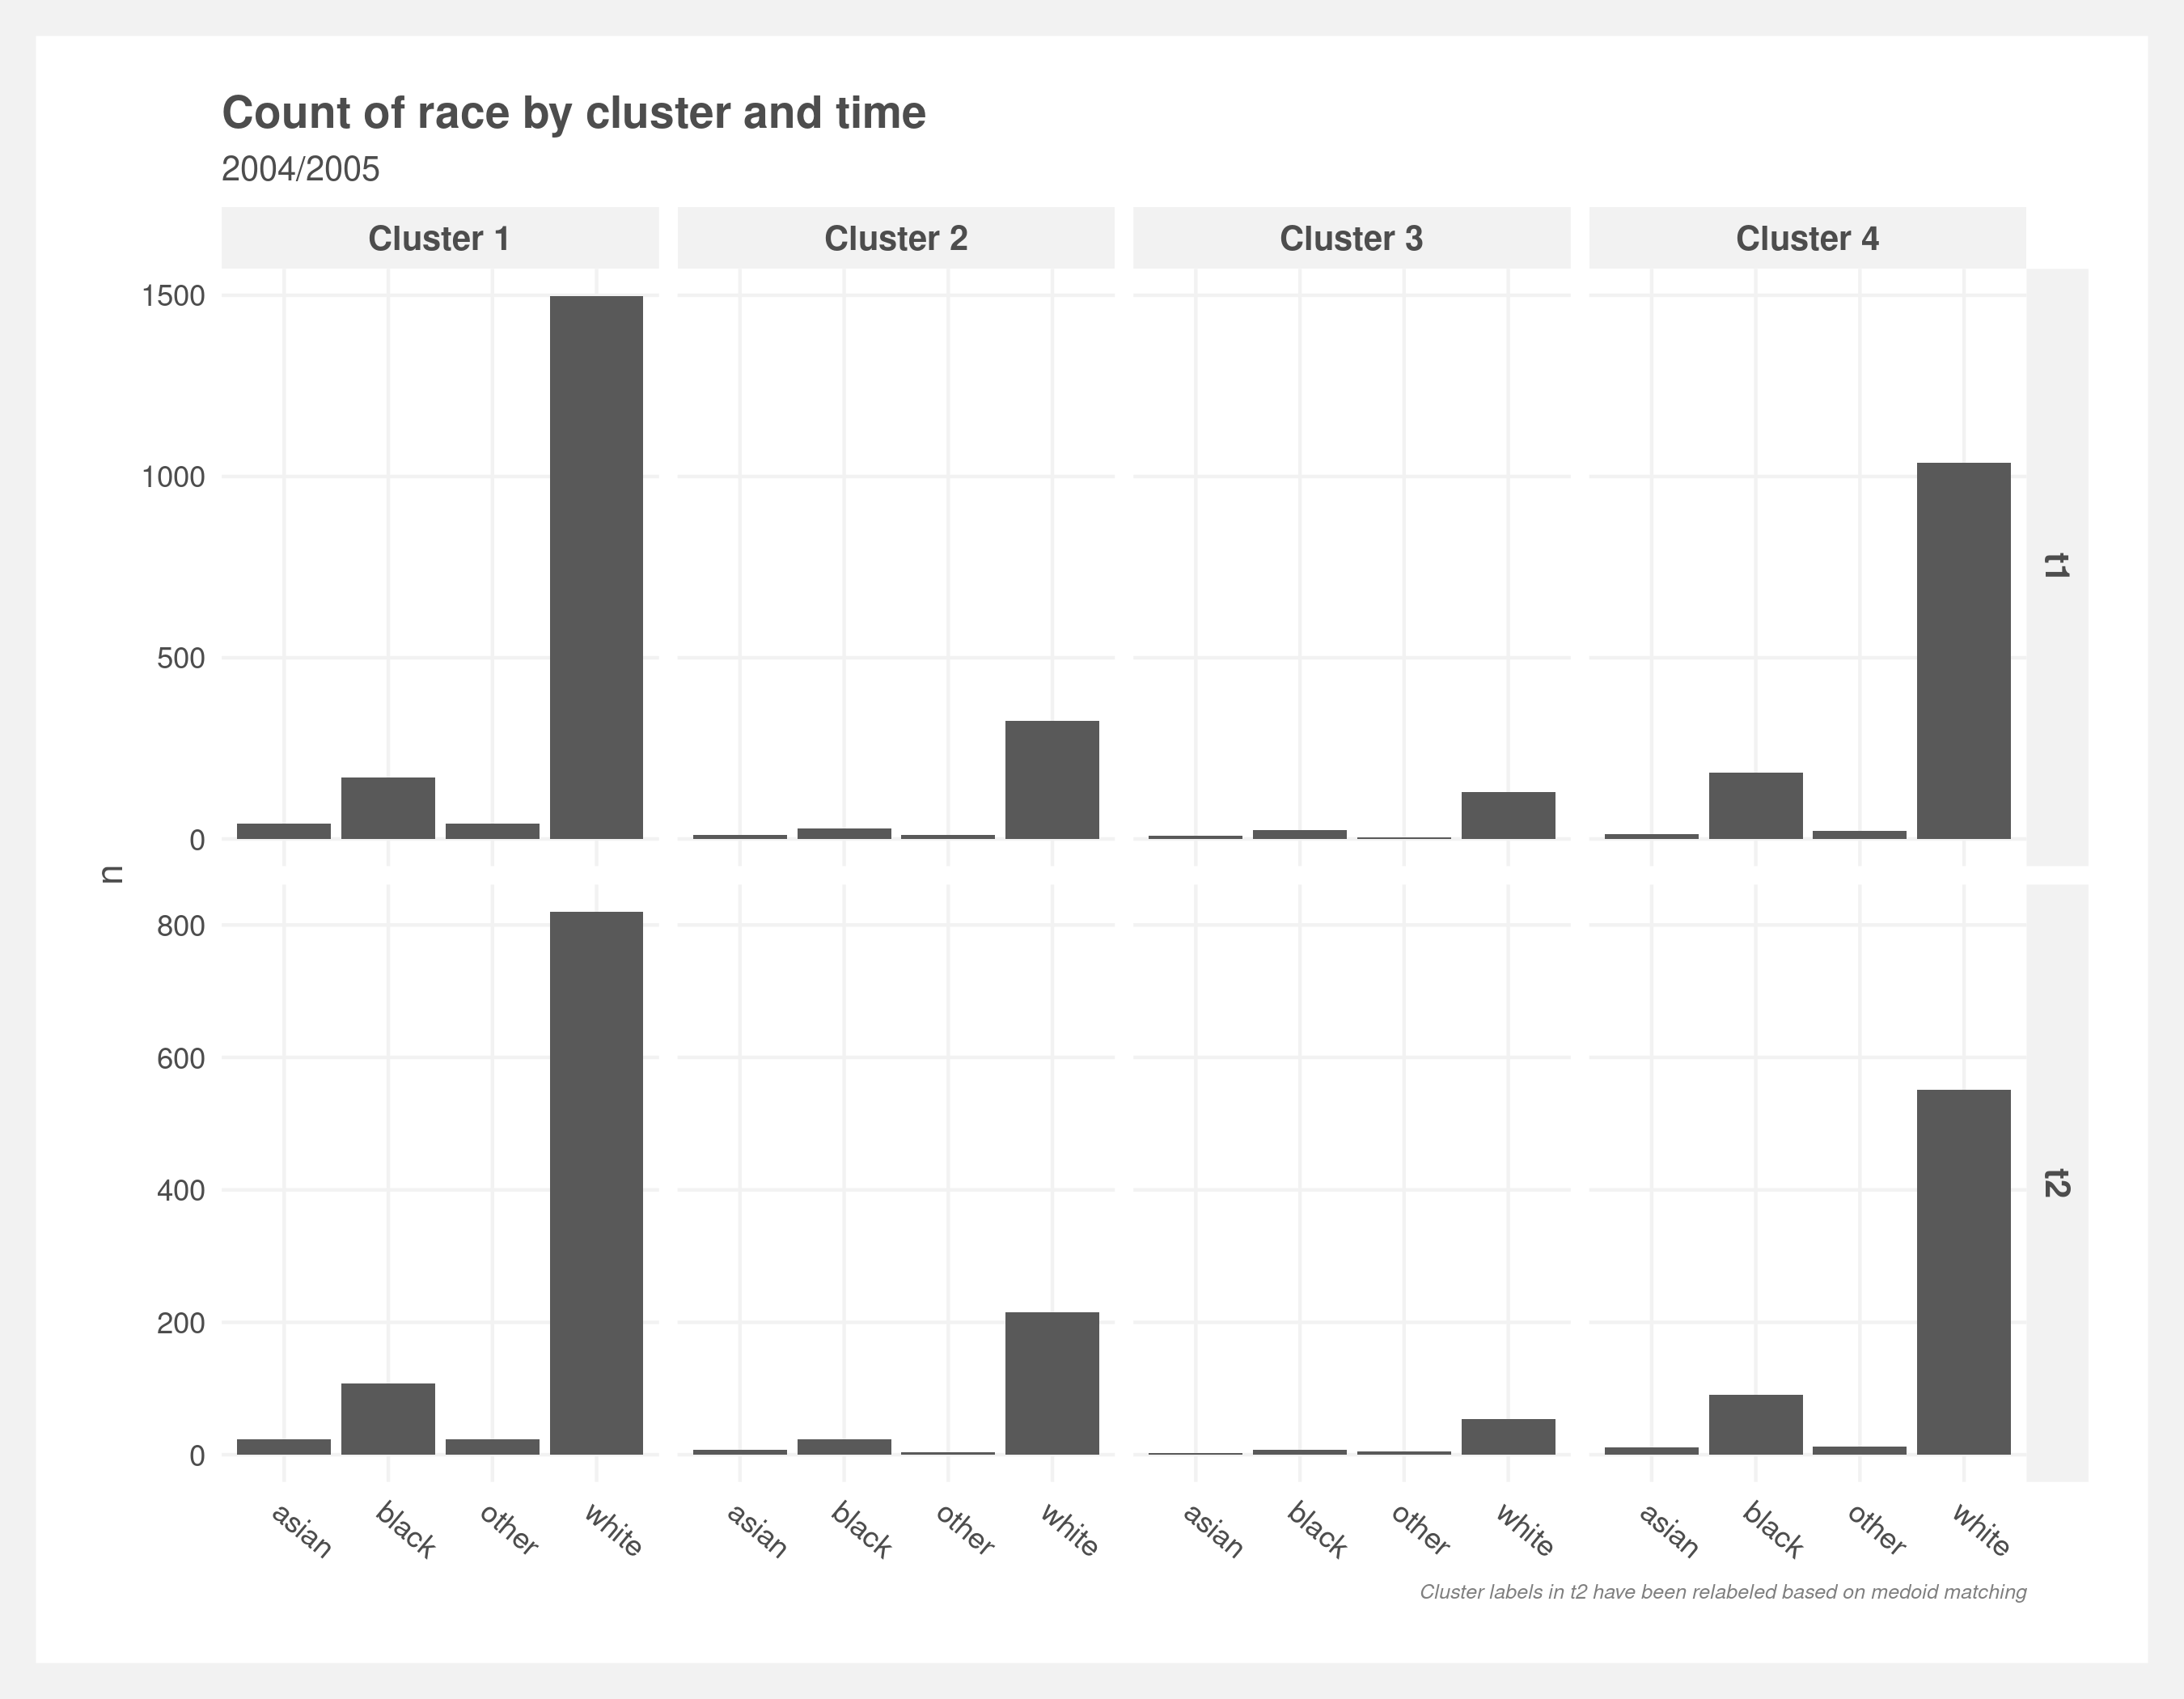 Count of race by cluster and time
2004/2005
Cluster 1 Cluster 2 Cluster 3 Cluster 4
1500
1000
500
0
t1
n
800
600
400
200
0
t2
asian black other white asian black other white asian black other white asian black other white
Cluster labels in t2 have been relabeled based on medoid matching